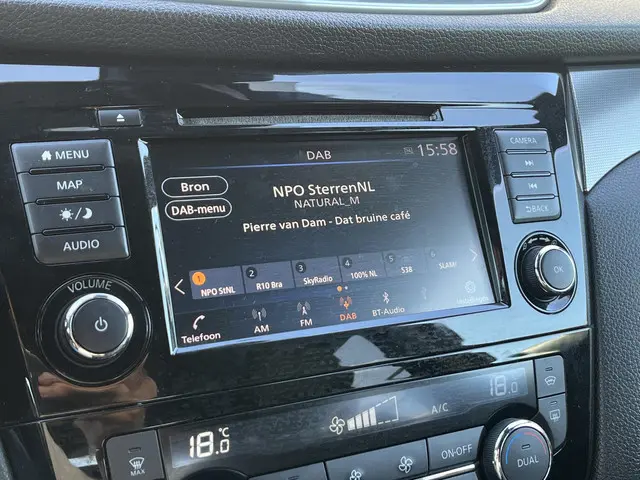 MENU
MAP
AUDIO
VOLUME
DAB
15:58
Bron
DAB-menu
NPO SterrenNL
NATURAL_M
Pierre van Dam - Dat bruine café
1 2 3 4 5 6
NPO StNL R10 Bra SkyRadio 100% NL 538 SLAM!
Telefoon AM FM DAB BT-Audio
CAMERA
BACK
OK
18.0 °C
A/C
18.0
MAX
ON-OFF
DUAL